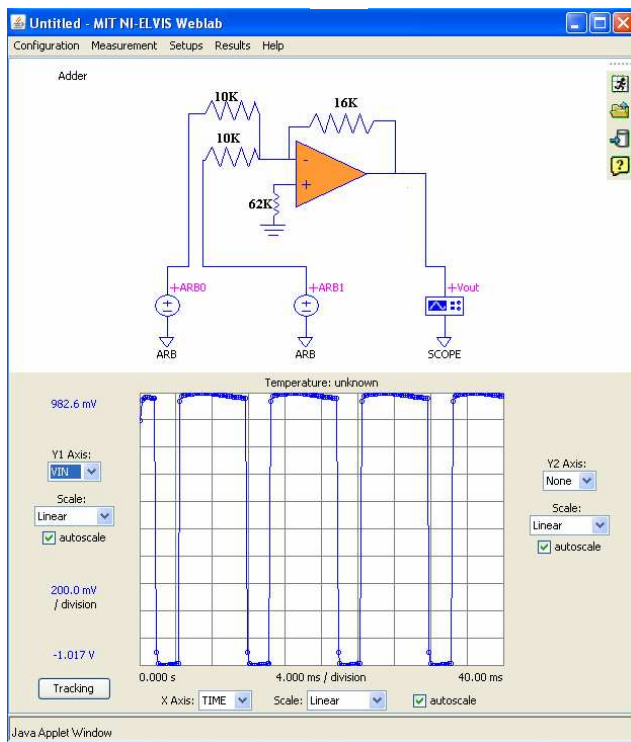 Untitled - MIT NI-ELVIS Weblab
Configuration Measurement Setups Results Help
Adder
10K
16K
10K
-
+
62K
+ARB0
+ARB1
+Vout
ARB
ARB
SCOPE
Temperature: unknown
982.6 mV
Y1 Axis:
VIN
Scale:
Linear
autoscale
200.0 mV
/ division
-1.017 V
Tracking
Y2 Axis:
None
Scale:
Linear
autoscale
0.000 s 4.000 ms / division 40.00 ms
X Axis: TIME Scale: Linear autoscale
Java Applet Window